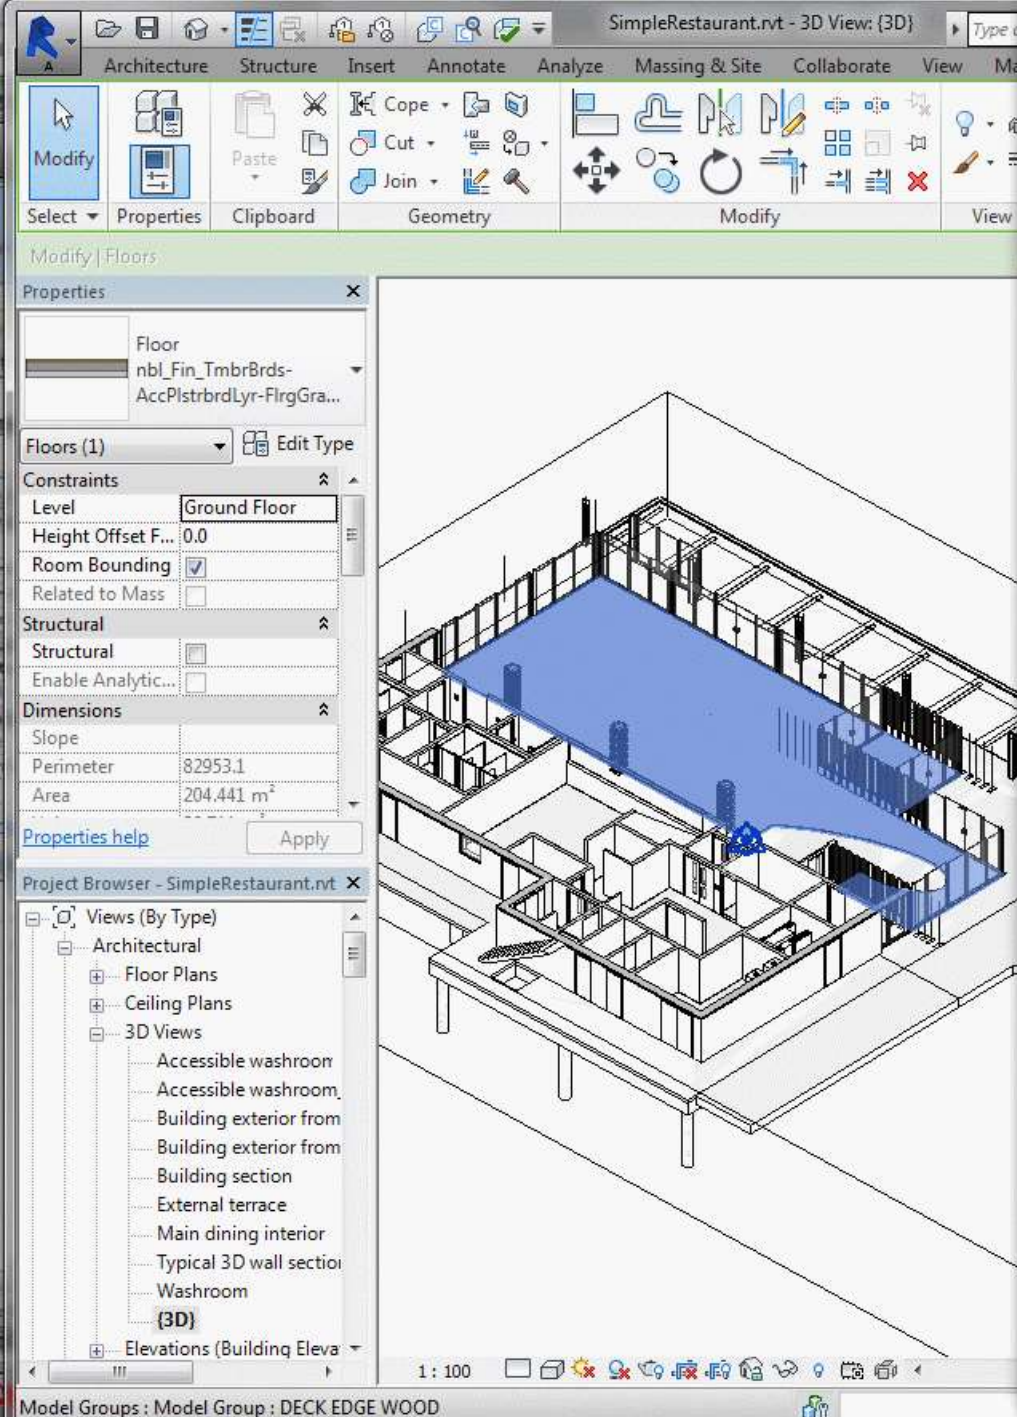 SimpleRestaurant.rvt - 3D View: {3D}
Type
A
Architecture Structure Insert Annotate Analyze Massing & Site Collaborate View
Modify
Paste
Cope
Cut
Join
Select Properties Clipboard Geometry Modify View
Modify | Floors
Properties
Floor
nbl_Fin_TmbrBrds-
AccPlstrbrdLyr-FlrgGra...
Floors (1) Edit Type
Constraints
Level Ground Floor
Height Offset F... 0.0
Room Bounding
Related to Mass
Structural
Structural
Enable Analytic...
Dimensions
Slope
Perimeter 82953.1
Area 204.441 m²
Properties help Apply
Project Browser - SimpleRestaurant.rvt
Views (By Type)
Architectural
Floor Plans
Ceiling Plans
3D Views
Accessible washroom
Accessible washroom_
Building exterior from
Building exterior from
Building section
External terrace
Main dining interior
Typical 3D wall section
Washroom
{3D}
Elevations (Building Eleva
1 : 100
Model Groups : Model Group : DECK EDGE WOOD